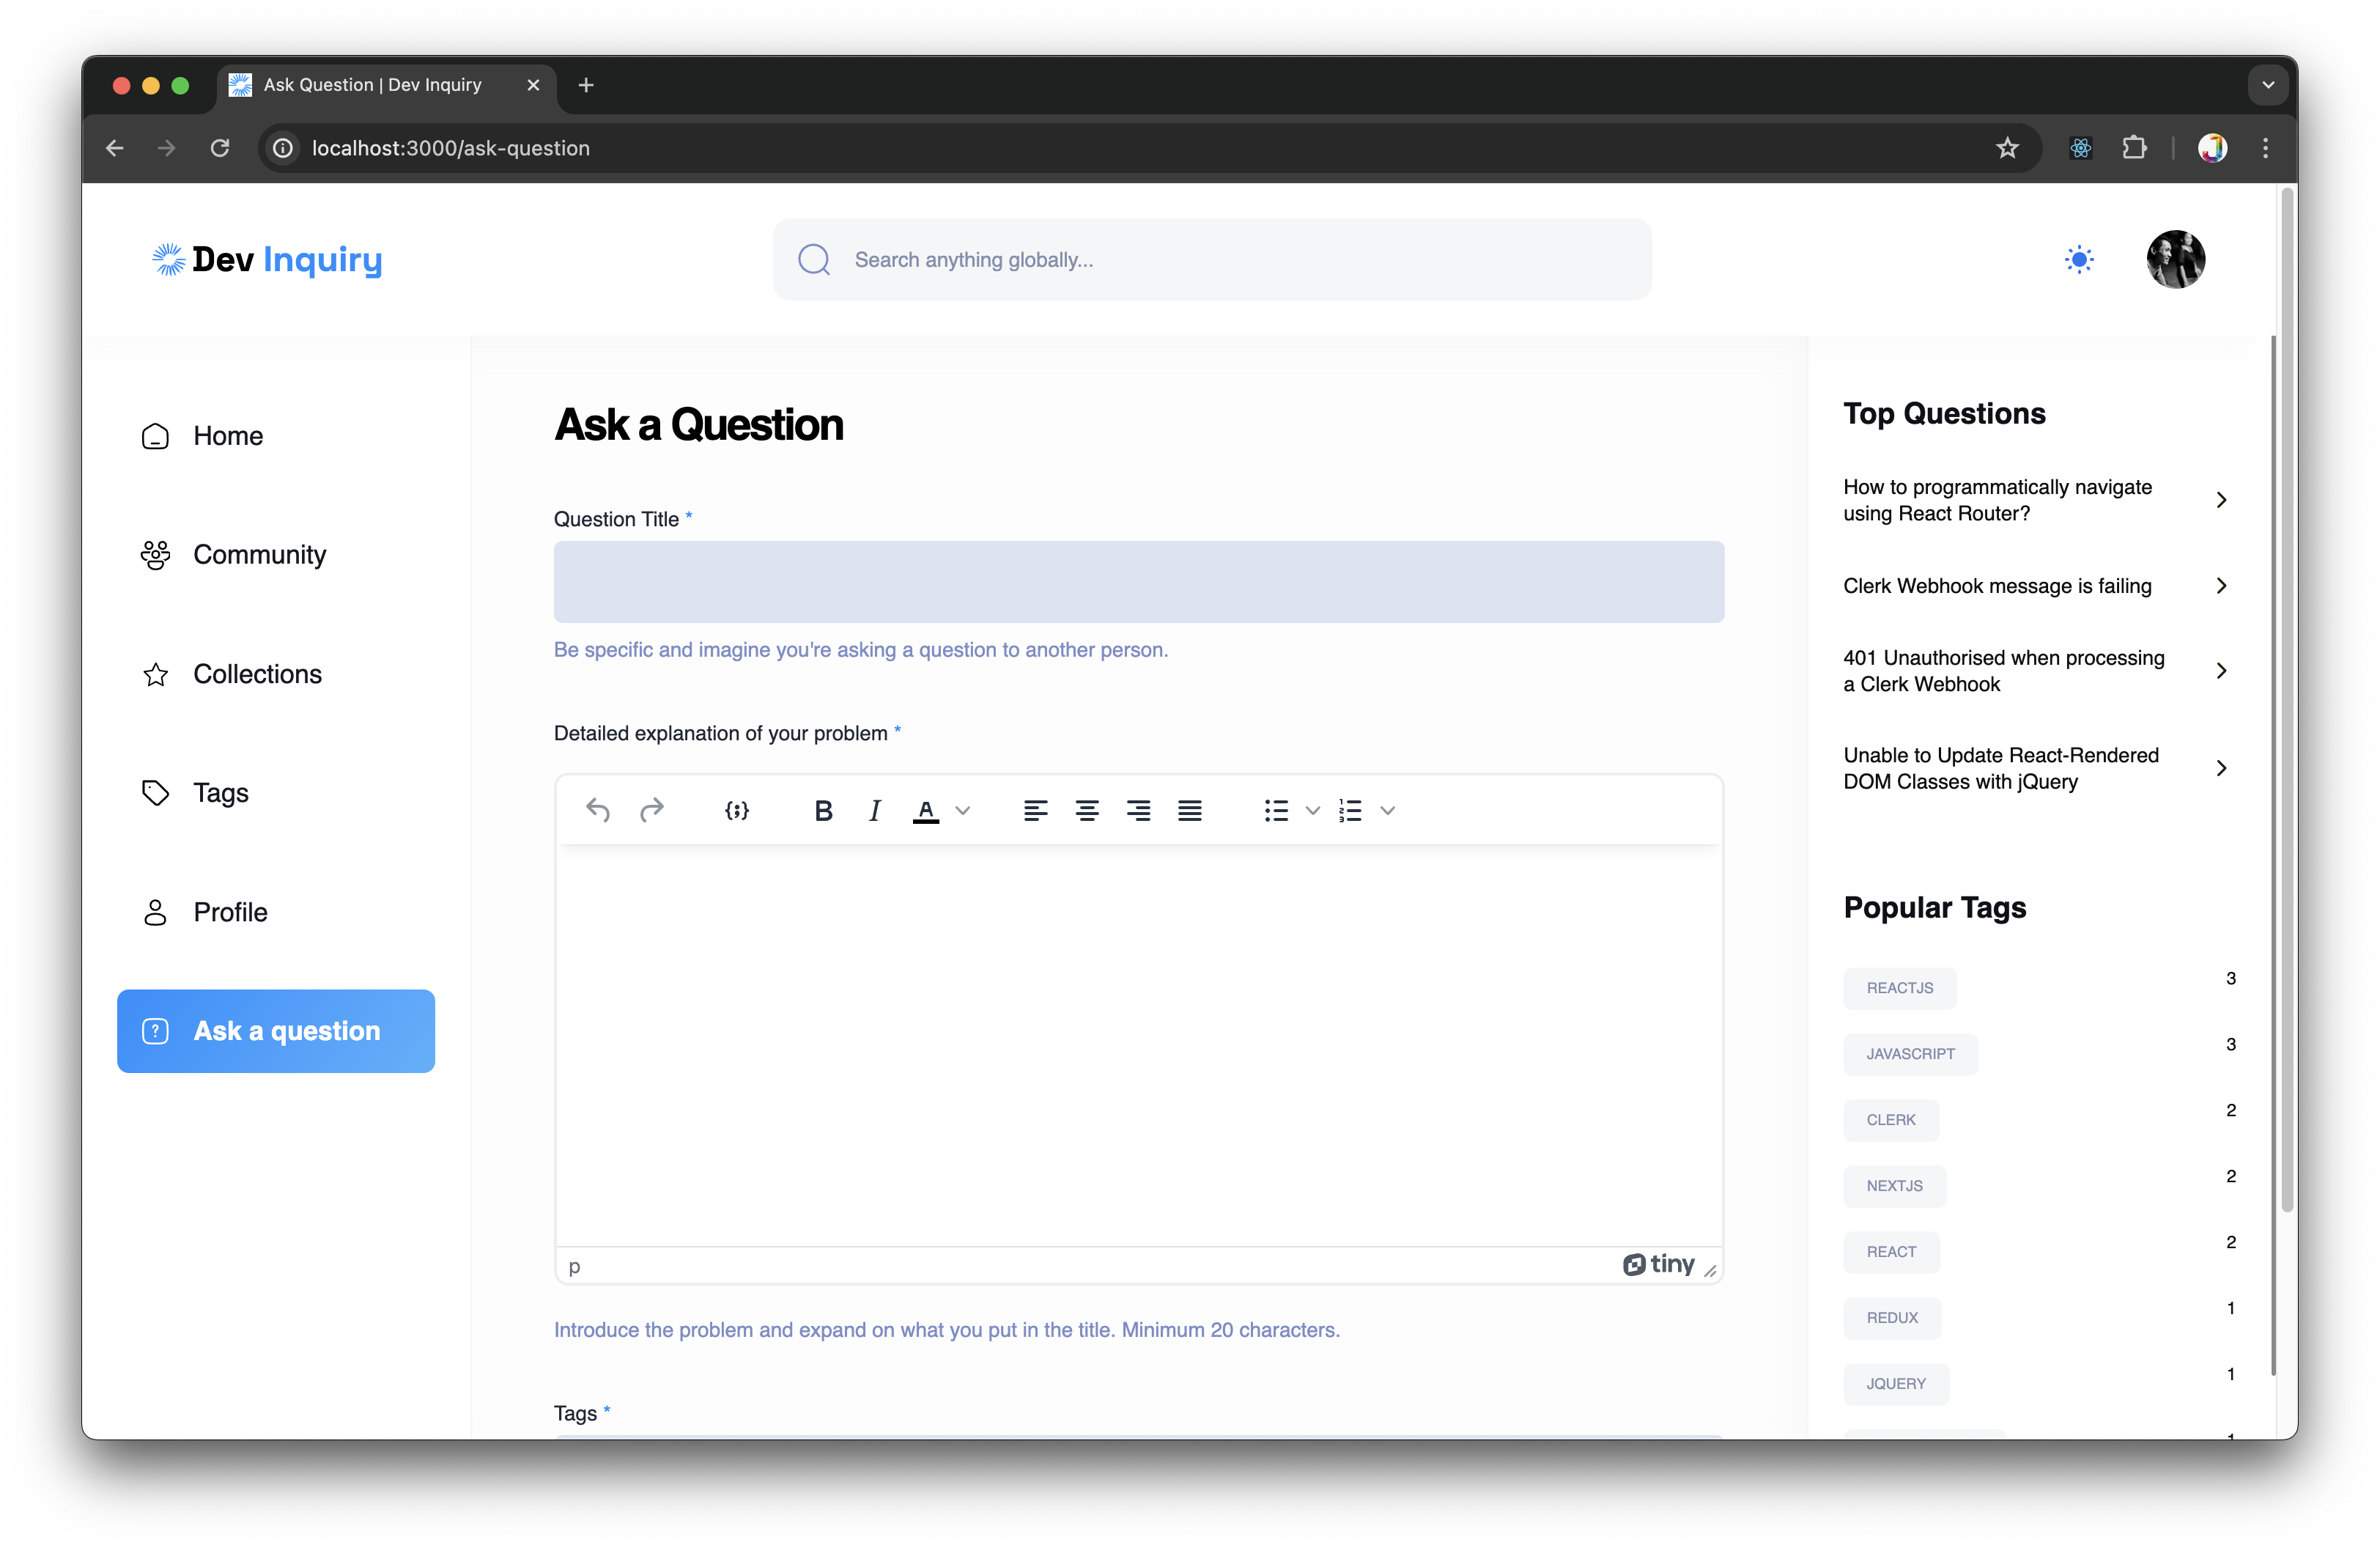 Ask Question | Dev Inquiry
localhost:3000/ask-question
Dev Inquiry
Search anything globally...
Home
Community
Collections
Tags
Profile
Ask a question
Ask a Question
Question Title *
Be specific and imagine you're asking a question to another person.
Detailed explanation of your problem *
B I A
p
tiny
Introduce the problem and expand on what you put in the title. Minimum 20 characters.
Tags *
Top Questions
How to programmatically navigate
using React Router?
Clerk Webhook message is failing
401 Unauthorised when processing
a Clerk Webhook
Unable to Update React-Rendered
DOM Classes with jQuery
Popular Tags
REACTJS 3
JAVASCRIPT 3
CLERK 2
NEXTJS 2
REACT 2
REDUX 1
JQUERY 1
1